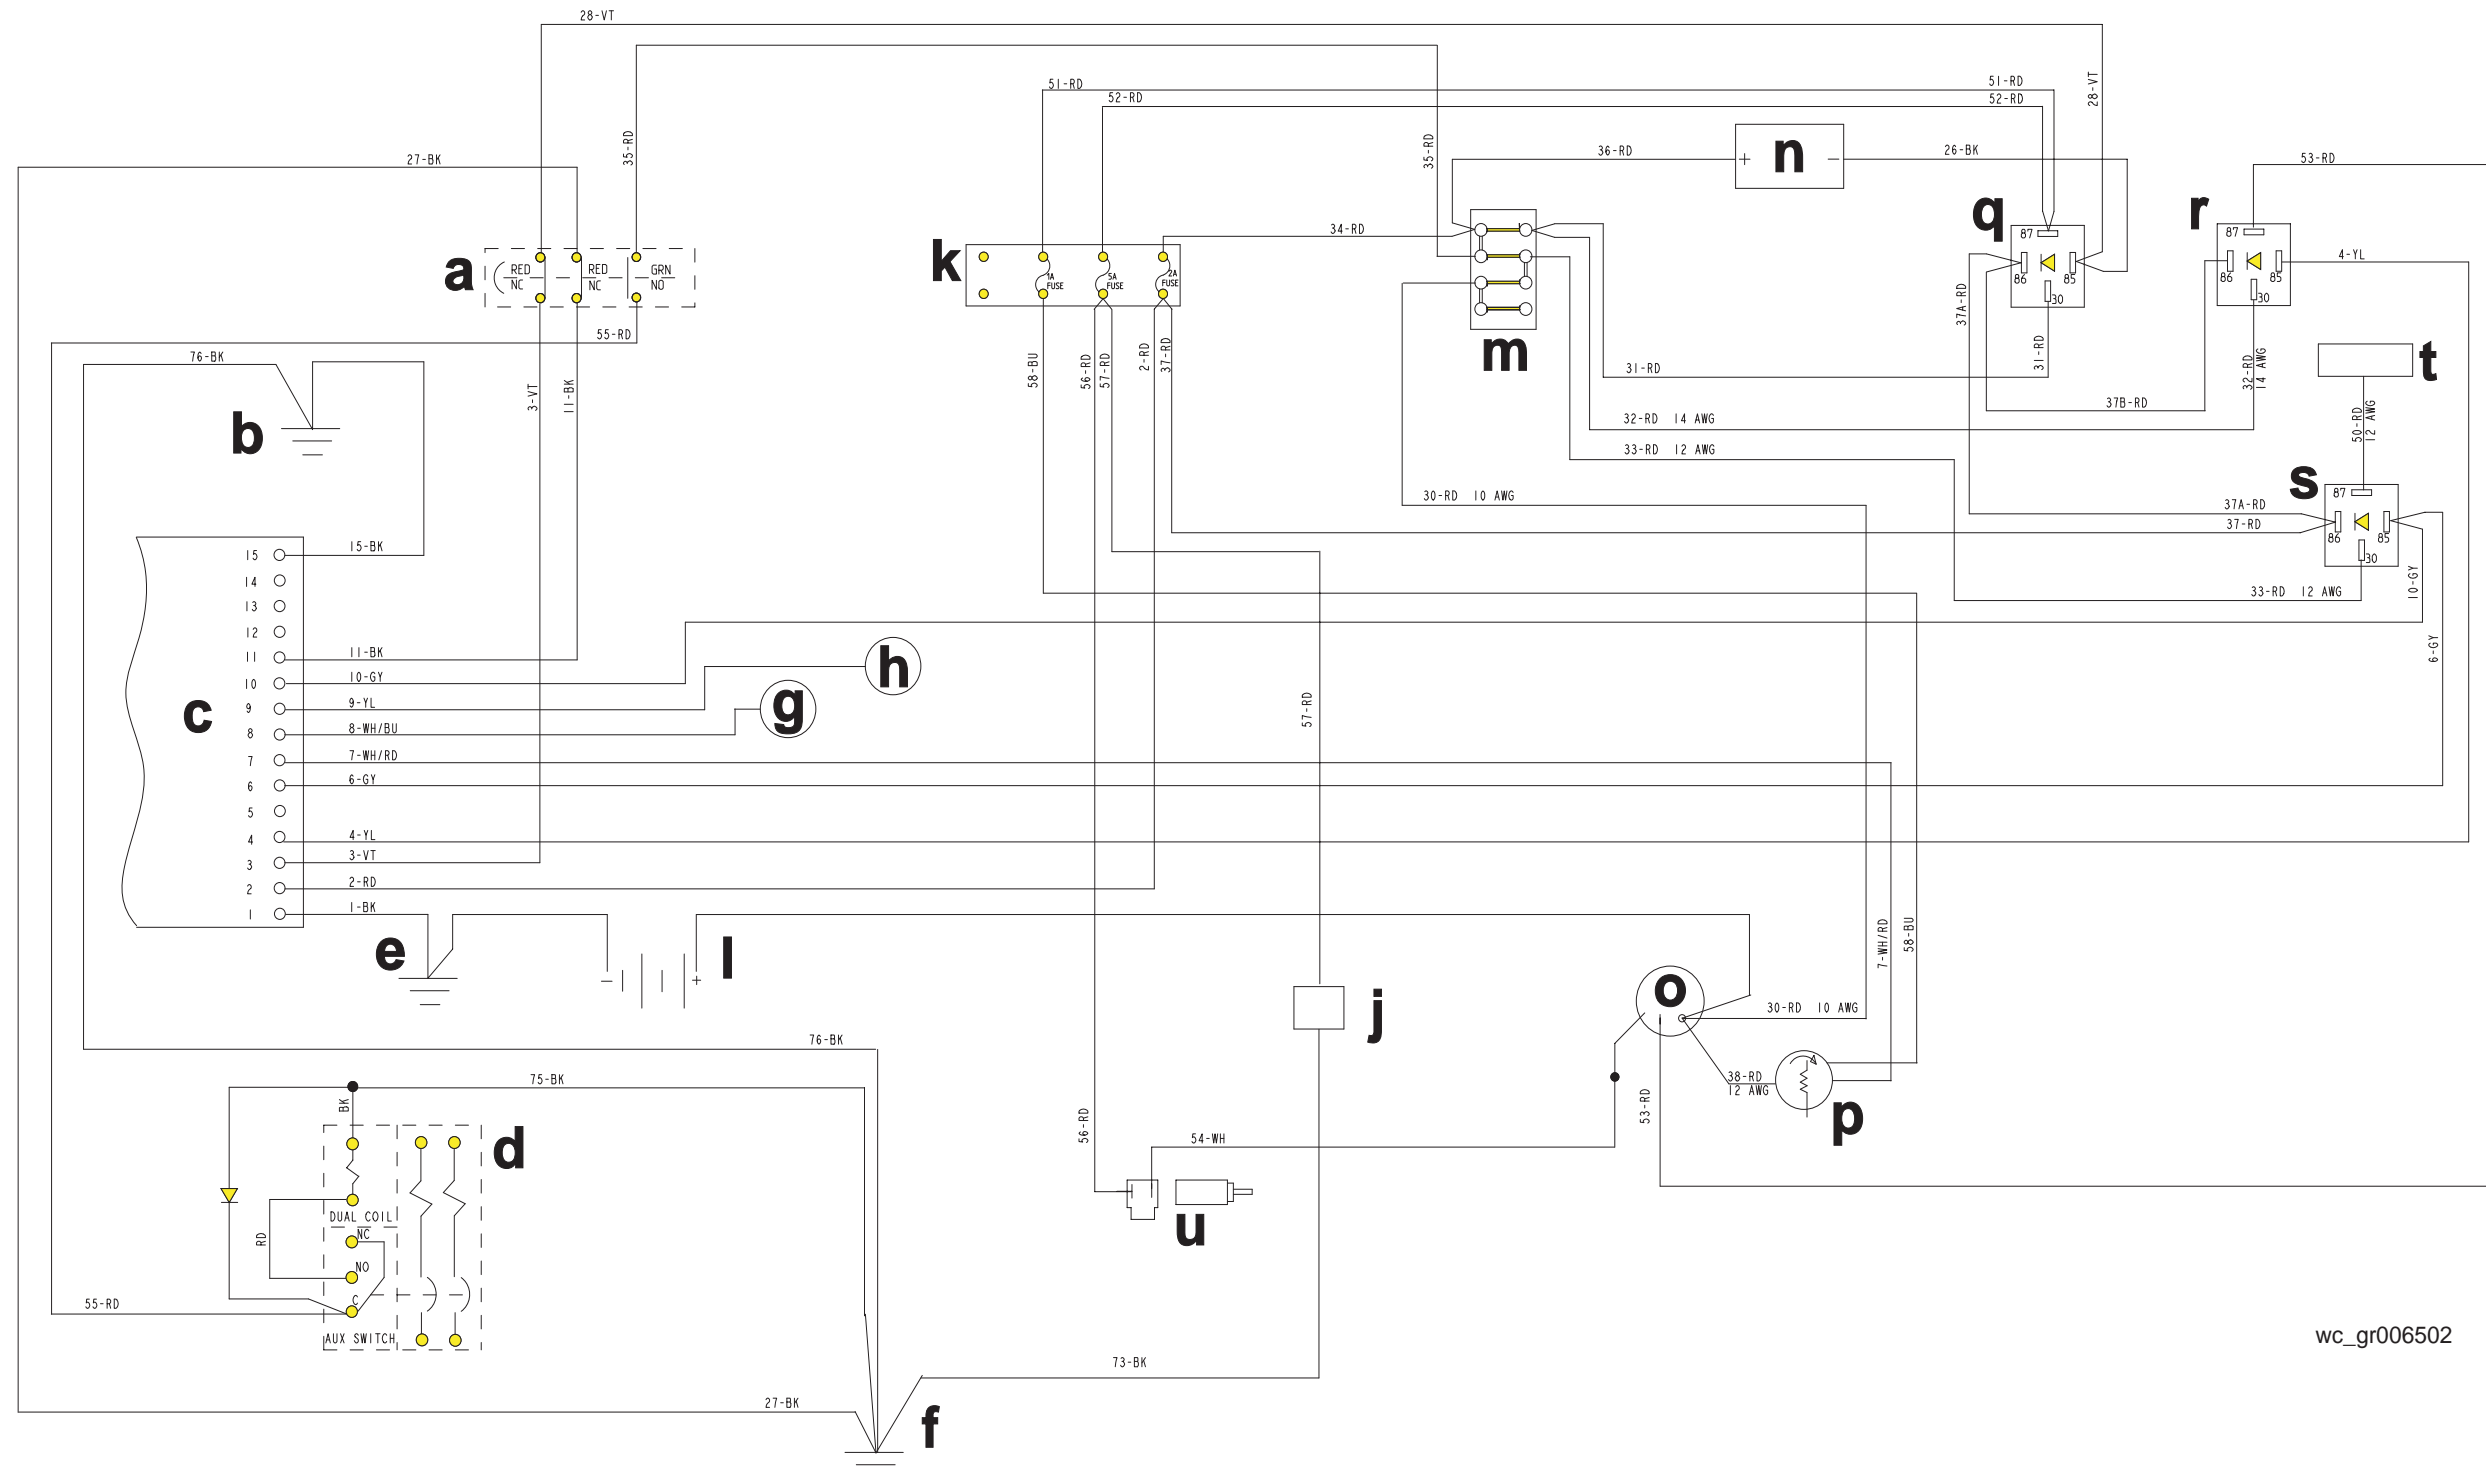 28-VT
51-RD
51-RD
52-RD
52-RD
28-VT
35-RD
35-RD
27-BK
36-RD
+ n −
26-BK
53-RD
q
r
87
87
34-RD
4-YL
a
RED NC
RED NC
GRN NO
k
1A FUSE
5A FUSE
2A FUSE
86
85
30
86
85
30
37A-RD
55-RD
76-BK
m
t
58-BU
56-RD
57-RD
2-RD
37-RD
31-RD
31-RD
32-RD 14 AWG
3-VT
11-BK
37B-RD
b
32-RD 14 AWG
50-RD 12 AWG
33-RD 12 AWG
s
87
30-RD 10 AWG
37A-RD
37-RD
86
85
30
15-BK
15
14
13
12
33-RD 12 AWG
10-GY
11
11-BK
h
6-GY
10
10-GY
c
9
9-YL
g
57-RD
8
8-WH/BU
7
7-WH/RD
6
6-GY
5
4
4-YL
3
3-VT
2
2-RD
1
1-BK
7-WH/RD
58-BU
e
− + l
j
o
30-RD 10 AWG
76-BK
75-BK
BK
38-RD 12 AWG
53-RD
p
56-RD
54-WH
d
DUAL COIL
NC
RD
NO
C
u
55-RD
AUX SWITCH
wc_gr006502
73-BK
27-BK
f